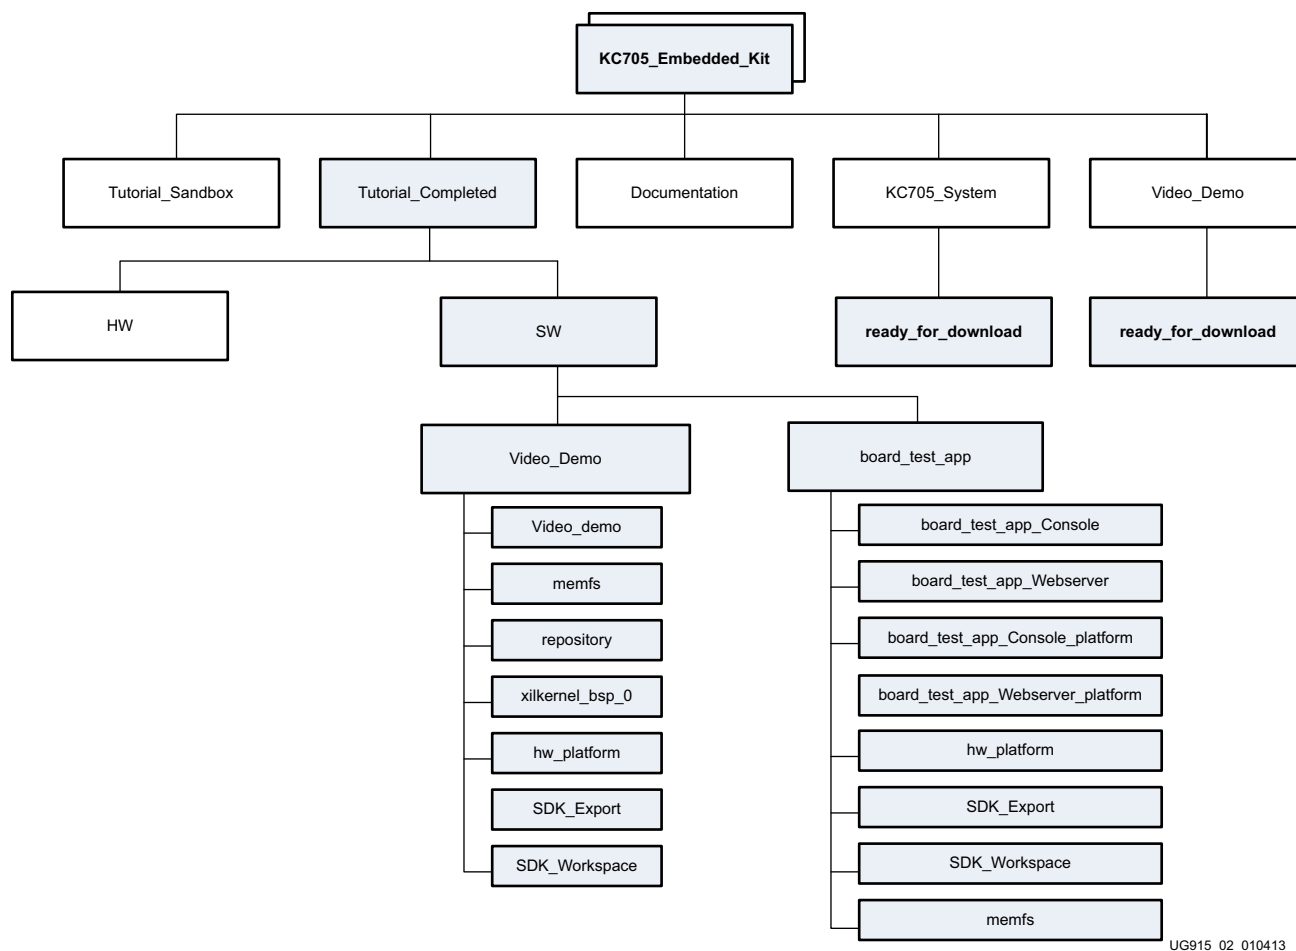 KC705_Embedded_Kit
Tutorial_Sandbox
Tutorial_Completed
Documentation
KC705_System
Video_Demo
HW
SW
ready_for_download
ready_for_download
Video_Demo
board_test_app
Video_demo
memfs
repository
xilkernel_bsp_0
hw_platform
SDK_Export
SDK_Workspace
board_test_app_Console
board_test_app_Webserver
board_test_app_Console_platform
board_test_app_Webserver_platform
hw_platform
SDK_Export
SDK_Workspace
memfs
UG915_02_010413